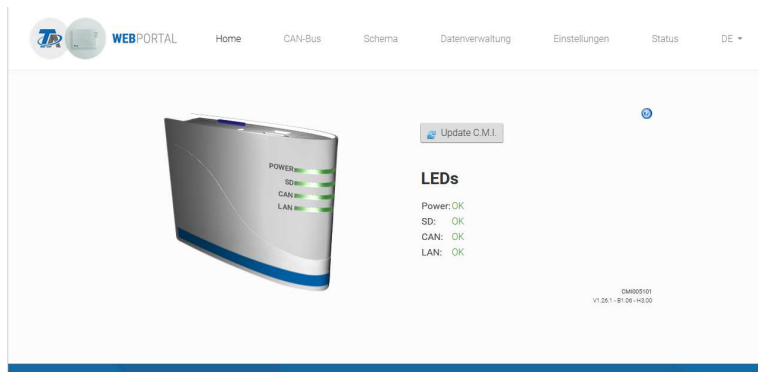 TA
WEBPORTAL Home CAN-Bus Schema Datenverwaltung Einstellungen Status DE
Update C.M.I.
POWER
SD
CAN
LAN
LEDs
Power: OK
SD: OK
CAN: OK
LAN: OK
CMI005101
V1.26.1 - B1.06 - H3.00